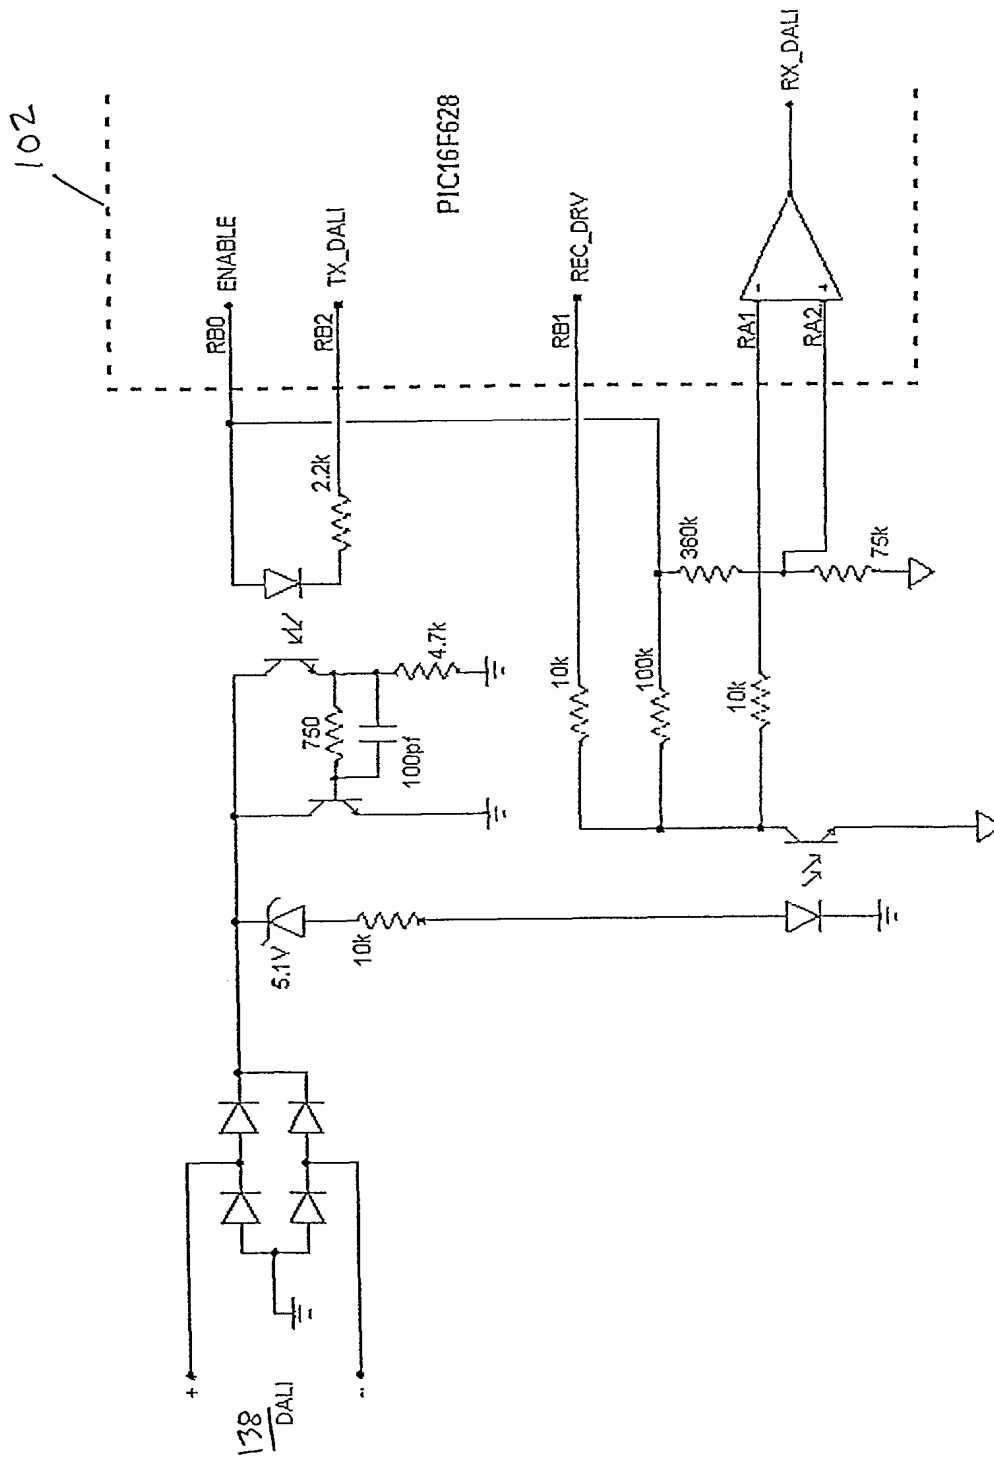 102
PIC16F628
RB0
ENABLE
RB2
TX_DALI
2.2k
RB1
REC_DRV
RA1
-
RA2
+
RX_DALI
360k
75k
4.7k
750
100pf
10k
100k
10k
5.1V
10k
+
-
138
DALI